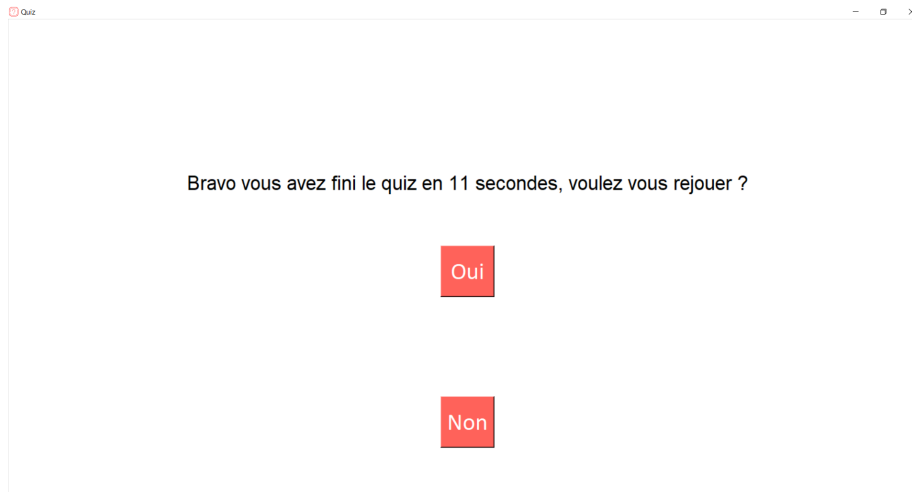 Quiz
Bravo vous avez fini le quiz en 11 secondes, voulez vous rejouer ?
Oui
Non